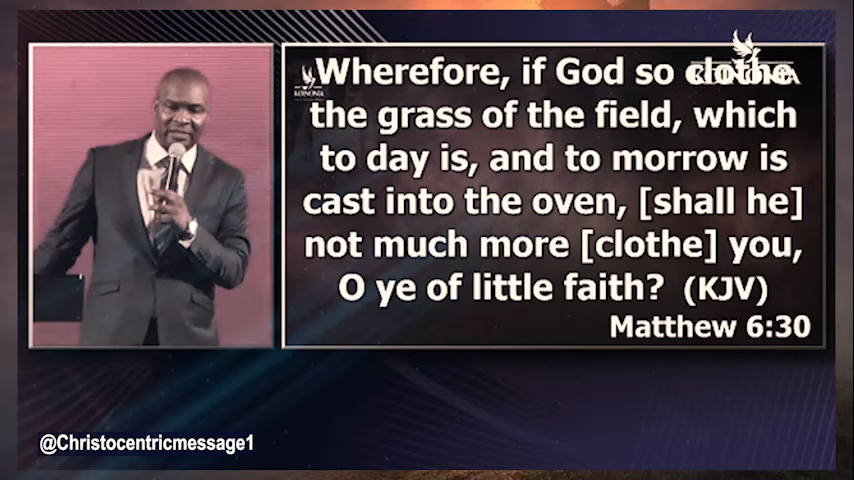 KOINONIA
Wherefore, if God so clothe
KOINONIA
the grass of the field, which
to day is, and to morrow is
cast into the oven, [shall he]
not much more [clothe] you,
O ye of little faith? (KJV)
Matthew 6:30
@Christocentricmessage1